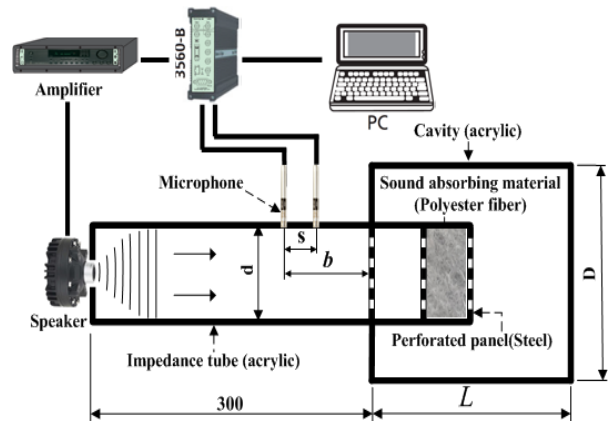 Amplifier
3560-B
PC
Cavity (acrylic)
Microphone
Sound absorbing material
(Polyester fiber)
s
b
d
D
Speaker
Impedance tube (acrylic)
Perforated panel(Steel)
300
L